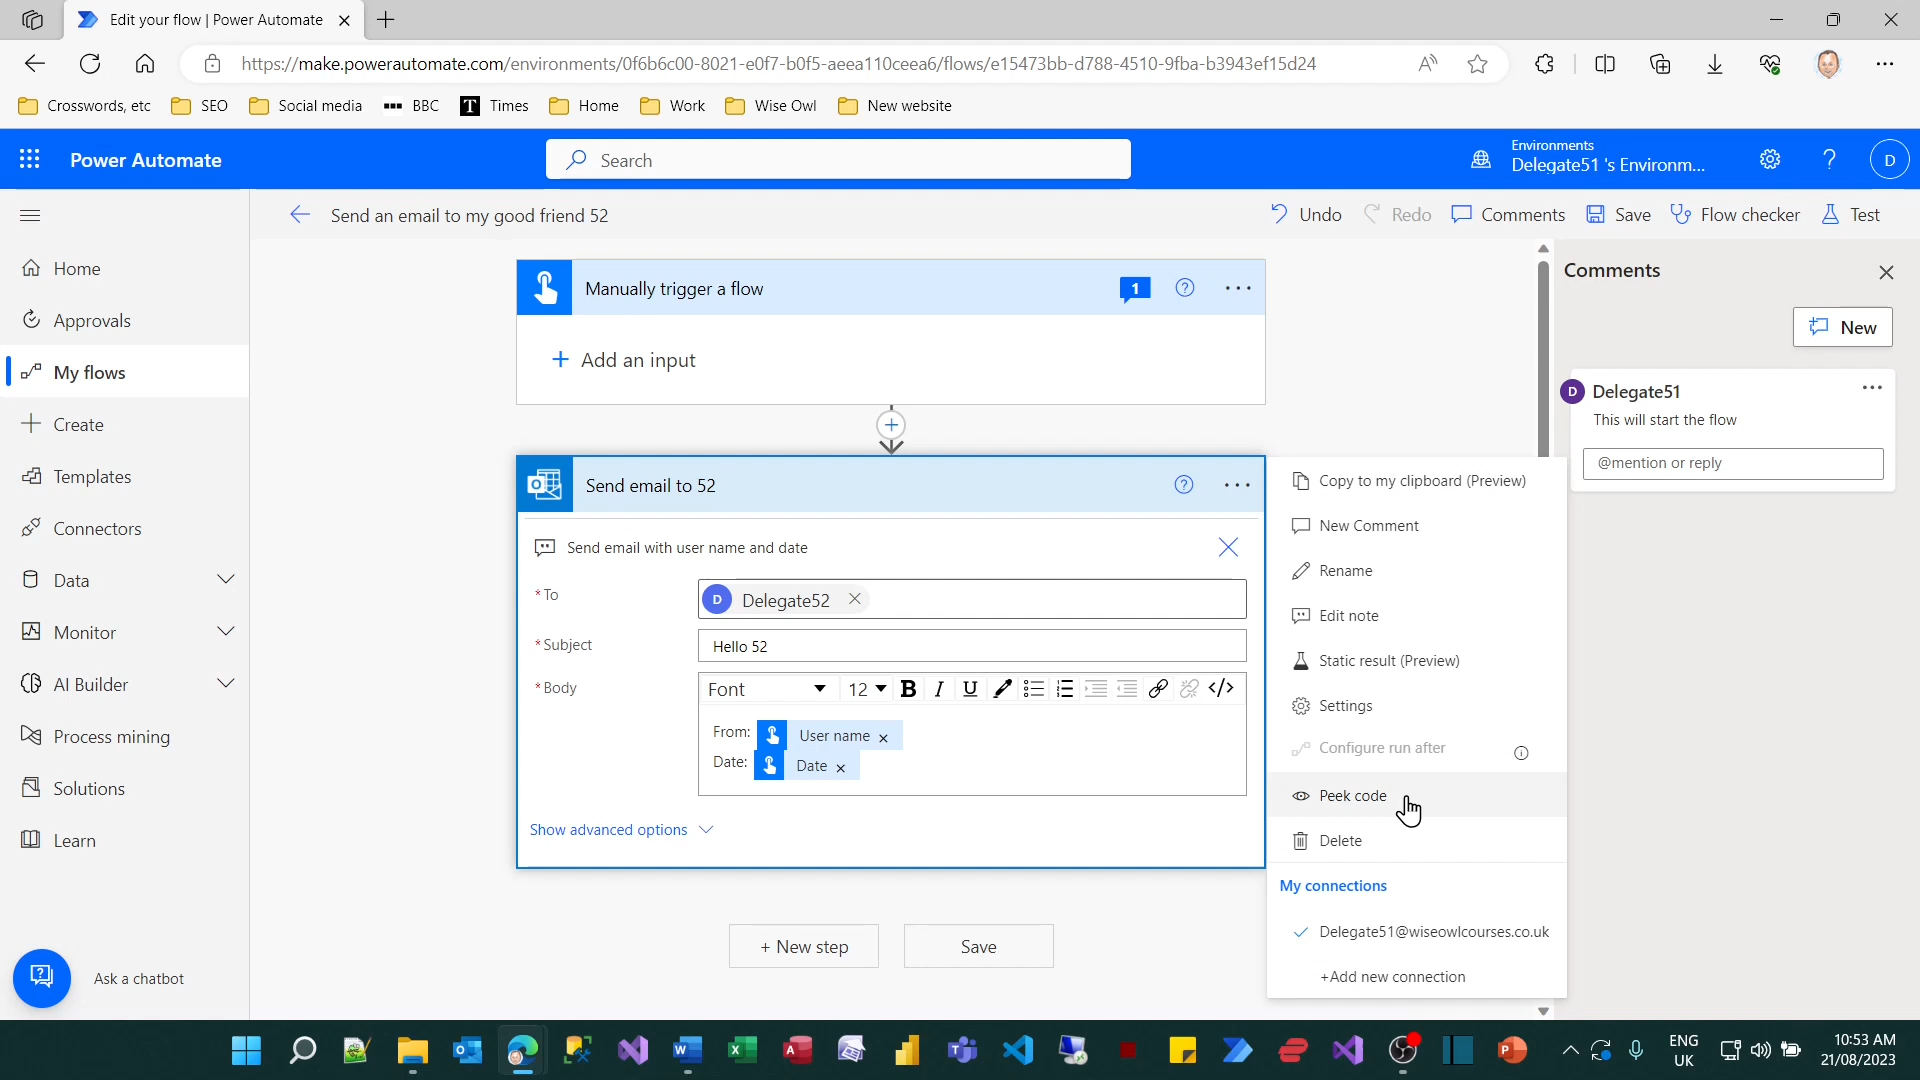 Edit your flow | Power Automate
https://make.powerautomate.com/environments/0f6b6c00-8021-e0f7-b0f5-aeea110ceea6/flows/e15473bb-d788-4510-9fba-b3943ef15d24
Crosswords, etc SEO Social media BBC T Times Home Work Wise Owl New website
Power Automate
Search
Environments
Delegate51 's Environm...
? D
Send an email to my good friend 52
Undo Redo Comments Save Flow checker Test
Home
Approvals
My flows
Create
Templates
Connectors
Data
Monitor
AI Builder
Process mining
Solutions
Learn
Ask a chatbot
Manually trigger a flow
1 ? ...
+ Add an input
Send email to 52
? ...
Send email with user name and date
* To
D Delegate52
* Subject
Hello 52
* Body
Font 12 B I U </>
From: User name x
Date: Date x
Show advanced options
+ New step
Save
Copy to my clipboard (Preview)
New Comment
Rename
Edit note
Static result (Preview)
Settings
Configure run after
Peek code
Delete
My connections
Delegate51@wiseowlcourses.co.uk
+Add new connection
Comments
New
D Delegate51
...
This will start the flow
@mention or reply
ENG
UK
10:53 AM
21/08/2023